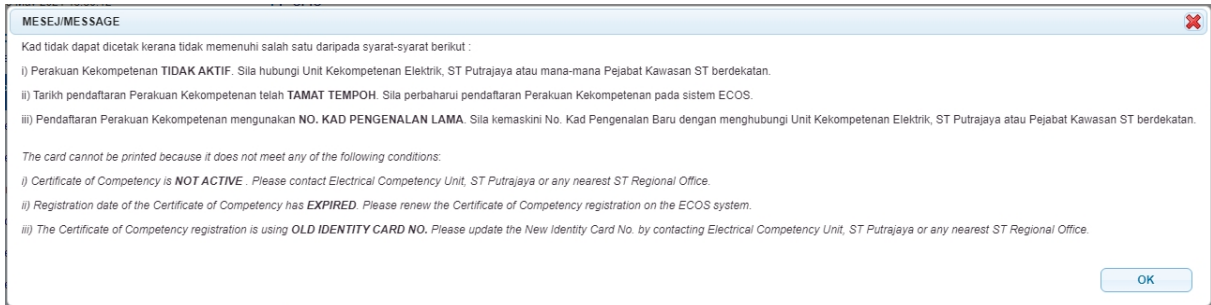 MESEJ/MESSAGE
Kad tidak dapat dicetak kerana tidak memenuhi salah satu daripada syarat-syarat berikut :
i) Perakuan Kekompetenan TIDAK AKTIF. Sila hubungi Unit Kekompetenan Elektrik, ST Putrajaya atau mana-mana Pejabat Kawasan ST berdekatan.
ii) Tarikh pendaftaran Perakuan Kekompetenan telah TAMAT TEMPOH. Sila perbaharui pendaftaran Perakuan Kekompetenan pada sistem ECOS.
iii) Pendaftaran Perakuan Kekompetenan mengunakan NO. KAD PENGENALAN LAMA. Sila kemaskini No. Kad Pengenalan Baru dengan menghubungi Unit Kekompetenan Elektrik, ST Putrajaya atau Pejabat Kawasan ST berdekatan.
The card cannot be printed because it does not meet any of the following conditions:
i) Certificate of Competency is NOT ACTIVE . Please contact Electrical Competency Unit, ST Putrajaya or any nearest ST Regional Office.
ii) Registration date of the Certificate of Competency has EXPIRED. Please renew the Certificate of Competency registration on the ECOS system.
iii) The Certificate of Competency registration is using OLD IDENTITY CARD NO. Please update the New Identity Card No. by contacting Electrical Competency Unit, ST Putrajaya or any nearest ST Regional Office.
OK